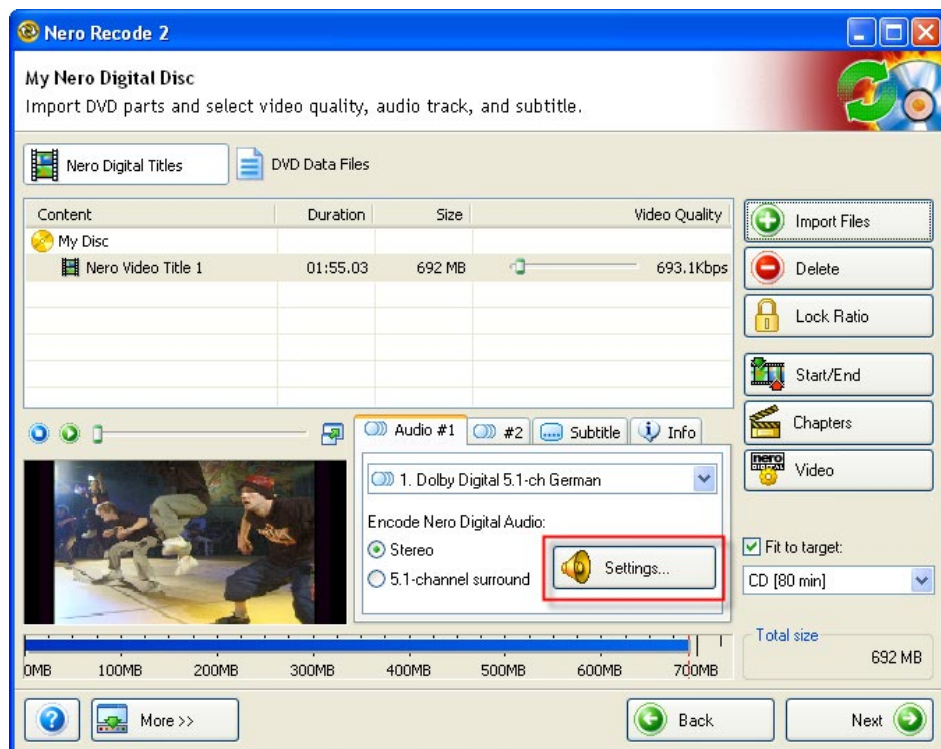 Nero Recode 2
My Nero Digital Disc
Import DVD parts and select video quality, audio track, and subtitle.
Nero Digital Titles
DVD Data Files
Content Duration Size Video Quality
My Disc
Nero Video Title 1 01:55.03 692 MB 693.1Kbps
Import Files
Delete
Lock Ratio
Start/End
Chapters
nero DIGITAL Video
Audio #1 #2 Subtitle Info
1. Dolby Digital 5.1-ch German
Encode Nero Digital Audio:
Stereo
5.1-channel surround
Settings...
Fit to target:
CD [80 min]
Total size
692 MB
0MB 100MB 200MB 300MB 400MB 500MB 600MB 700MB
? More >> Back Next